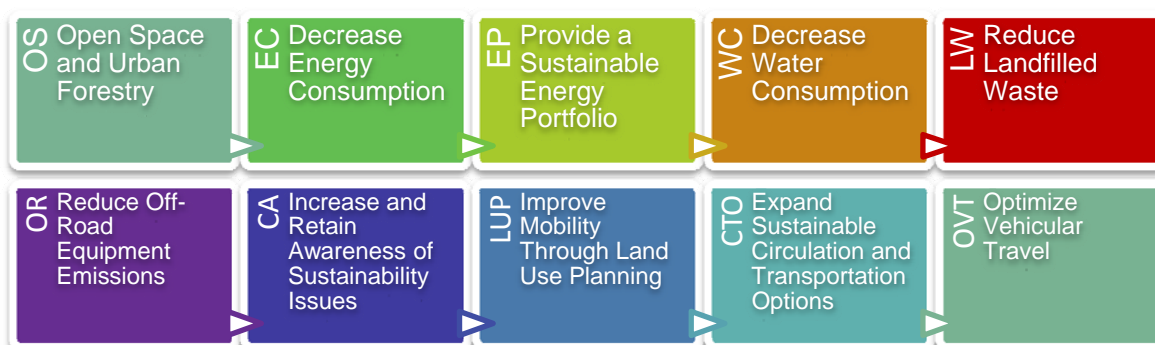 OS
Open Space
and Urban
Forestry
EC
Decrease
Energy
Consumption
EP
Provide a
Sustainable
Energy
Portfolio
WC
Decrease
Water
Consumption
LW
Reduce
Landfilled
Waste
OR
Reduce Off-
Road
Equipment
Emissions
CA
Increase and
Retain
Awareness of
Sustainability
Issues
LUP
Improve
Mobility
Through Land
Use Planning
CTO
Expand
Sustainable
Circulation and
Transportation
Options
OVT
Optimize
Vehicular
Travel